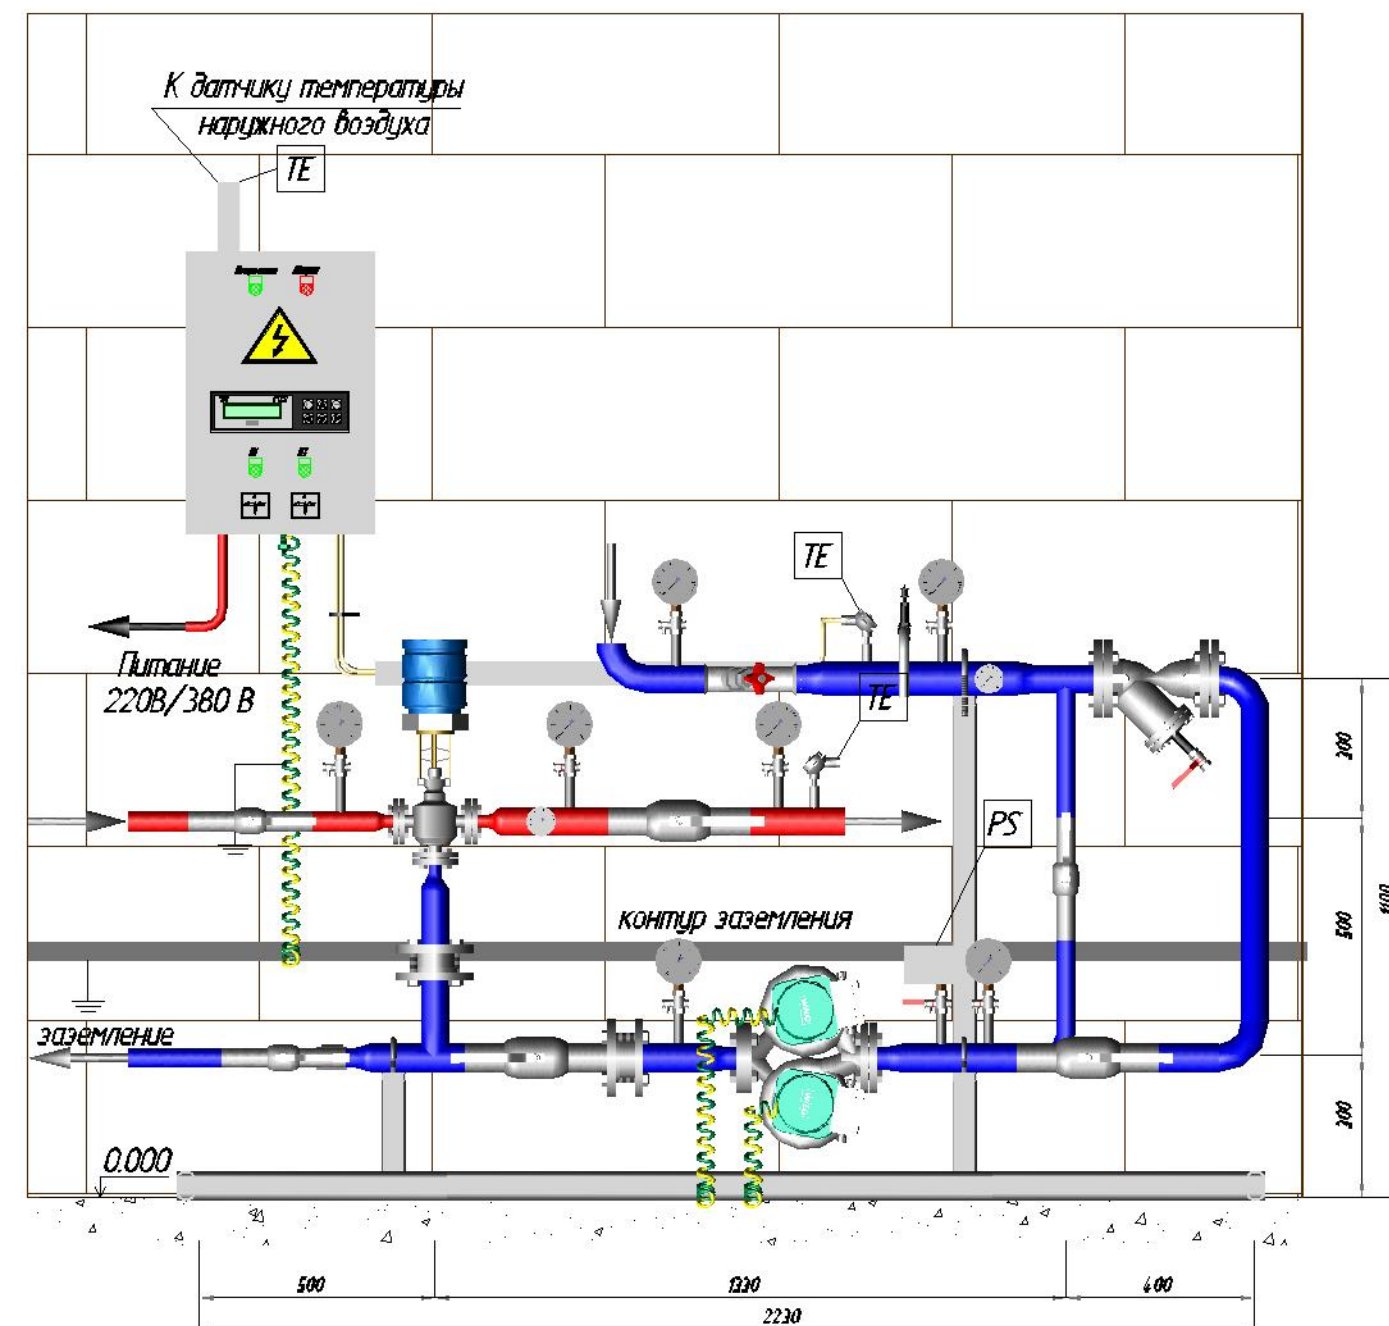 К датчику температуры
наружного воздуха
TE
TE
Питание
220В/380 В
TE
200
PS
контур заземления
500
1100
заземление
200
0.000
500
1330
400
2230